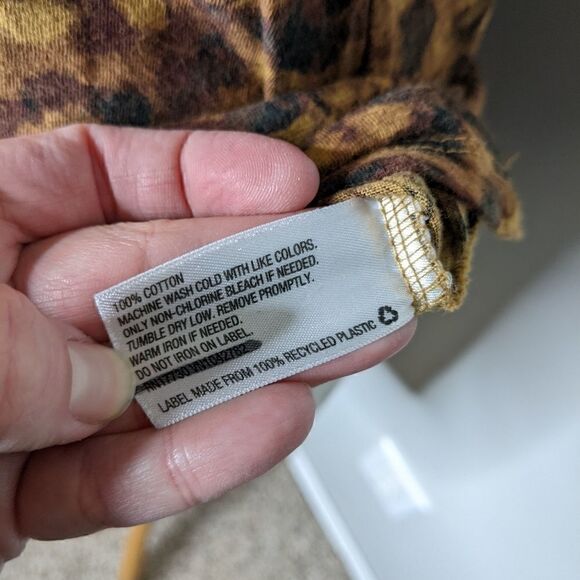 100% COTTON
MACHINE WASH COLD WITH LIKE COLORS.
ONLY NON-CHLORINE BLEACH IF NEEDED.
TUMBLE DRY LOW. REMOVE PROMPTLY.
WARM IRON IF NEEDED.
DO NOT IRON ON LABEL.
LABEL MADE FROM 100% RECYCLED PLASTIC